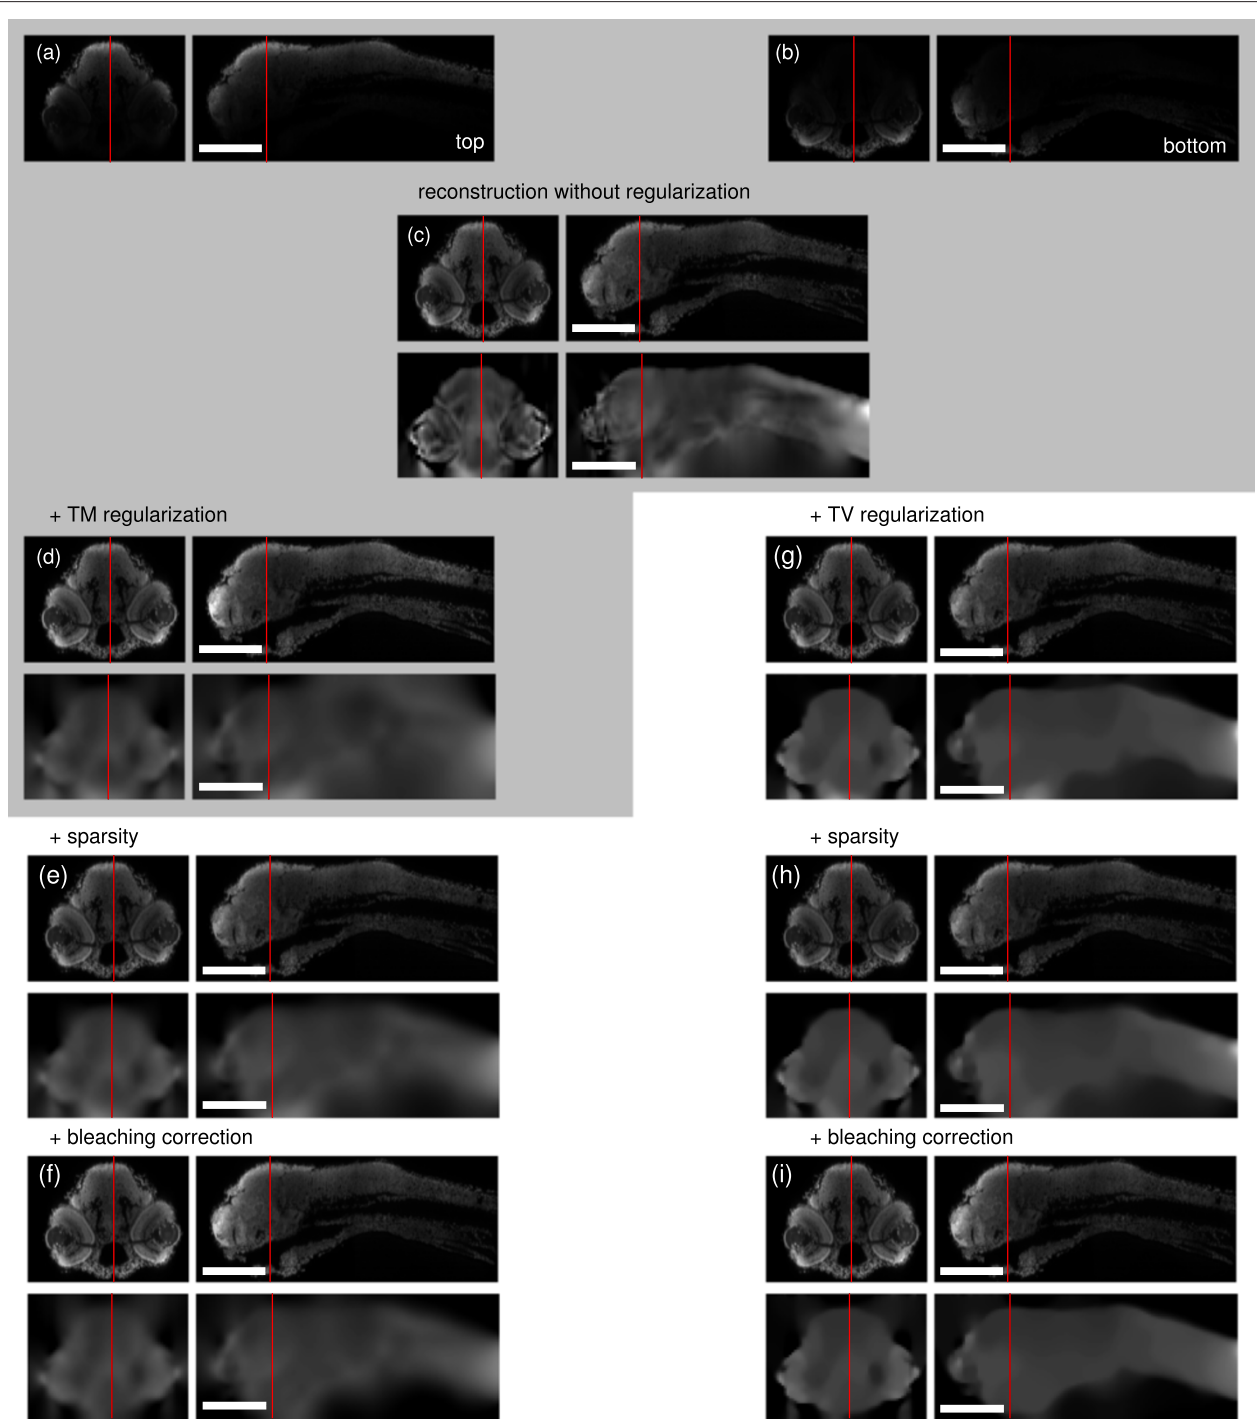 (a)
top
(b)
bottom
reconstruction without regularization
(c)
+ TM regularization
(d)
+ TV regularization
(g)
+ sparsity
(e)
+ sparsity
(h)
+ bleaching correction
(f)
+ bleaching correction
(i)